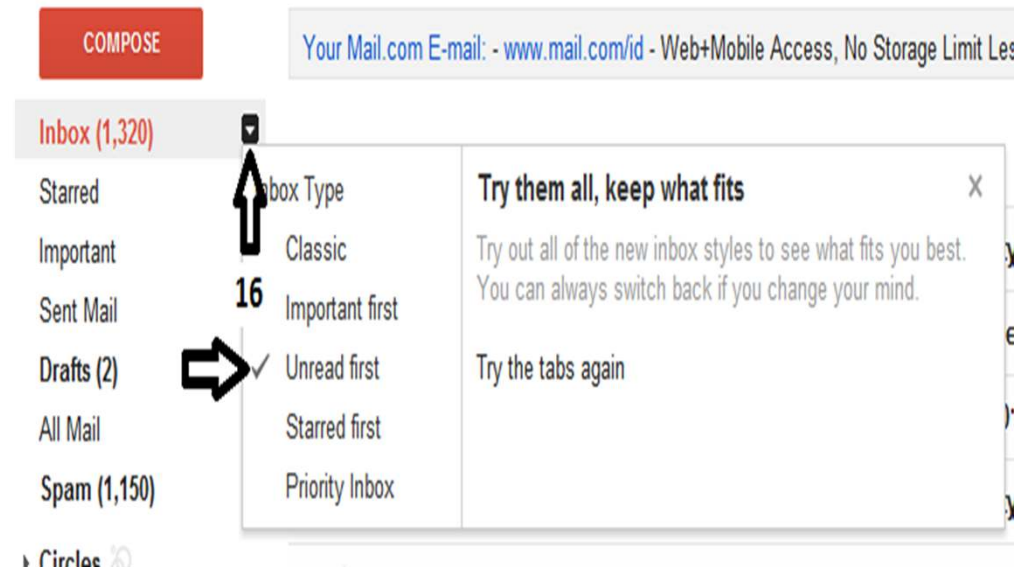 COMPOSE
Your Mail.com E-mail: - www.mail.com/id - Web+Mobile Access, No Storage Limit
Inbox (1,320)
Starred
Important
Sent Mail
Drafts (2)
All Mail
Spam (1,150)
Circles
16
Type
Classic
Important first
Unread first
Starred first
Priority Inbox
Try them all, keep what fits
Try out all of the new inbox styles to see what fits you best.
You can always switch back if you change your mind.
Try the tabs again